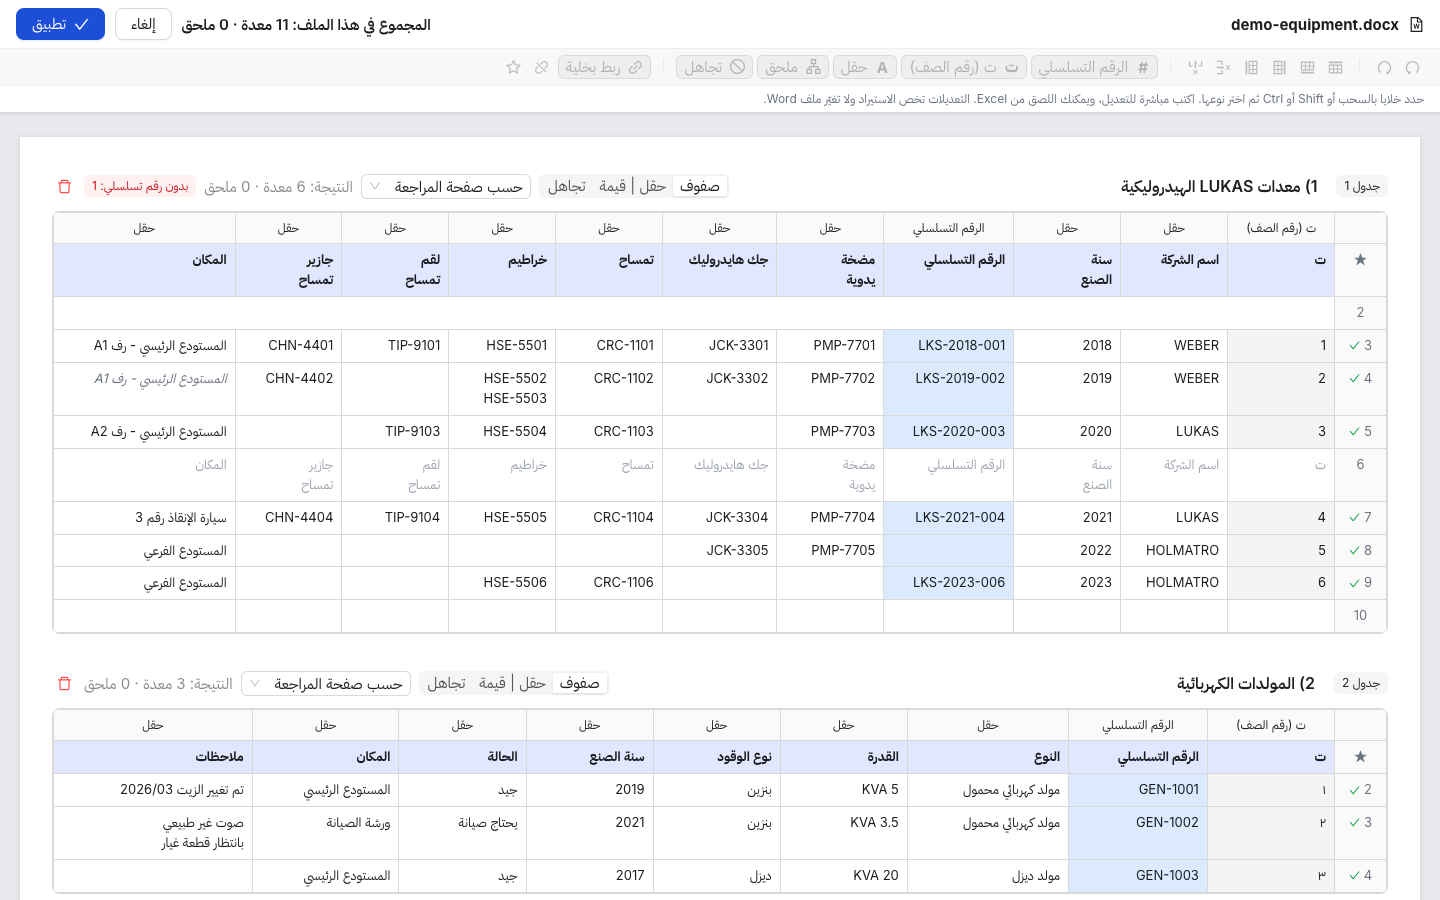 demo-equipment.docx
المجموع في هذا الملف: 11 معدة · 0 ملحق
إلغاء
تطبيق
# الرقم التسلسلي
ت ت (رقم الصف)
A حقل
ملحق
تجاهل
ربط بخلية
حدد خلايا بالسحب أو Shift أو Ctrl ثم اختر نوعها. اكتب مباشرة للتعديل، ويمكنك اللصق من Excel. التعديلات تخص الاستيراد ولا تغيّر ملف Word.
جدول 1
1) معدات LUKAS الهيدروليكية
صفوف حقل | قيمة تجاهل
حسب صفحة المراجعة
النتيجة: 6 معدة · 0 ملحق
بدون رقم تسلسلي: 1
ت (رقم الصف) حقل حقل الرقم التسلسلي حقل حقل حقل حقل حقل حقل حقل
★ ت اسم الشركة سنة الصنع الرقم التسلسلي مضخة يدوية جك هايدروليك تمساح خراطيم لقم تمساح جازير تمساح المكان
2
3 1 WEBER 2018 LKS-2018-001 PMP-7701 JCK-3301 CRC-1101 HSE-5501 TIP-9101 CHN-4401 المستودع الرئيسي - رف A1
4 2 WEBER 2019 LKS-2019-002 PMP-7702 JCK-3302 CRC-1102 HSE-5502 HSE-5503 CHN-4402 المستودع الرئيسي - رف A1
5 3 LUKAS 2020 LKS-2020-003 PMP-7703 CRC-1103 HSE-5504 TIP-9103 المستودع الرئيسي - رف A2
6 ت اسم الشركة سنة الصنع الرقم التسلسلي مضخة يدوية جك هايدروليك تمساح خراطيم لقم تمساح جازير تمساح المكان
7 4 LUKAS 2021 LKS-2021-004 PMP-7704 JCK-3304 CRC-1104 HSE-5505 TIP-9104 CHN-4404 سيارة الإنقاذ رقم 3
8 5 HOLMATRO 2022 PMP-7705 JCK-3305 المستودع الفرعي
9 6 HOLMATRO 2023 LKS-2023-006 CRC-1106 HSE-5506 المستودع الفرعي
10
جدول 2
2) المولدات الكهربائية
صفوف حقل | قيمة تجاهل
حسب صفحة المراجعة
النتيجة: 3 معدة · 0 ملحق
ت (رقم الصف) الرقم التسلسلي حقل حقل حقل حقل حقل حقل حقل
★ ت الرقم التسلسلي النوع القدرة نوع الوقود سنة الصنع الحالة المكان ملاحظات
2 ١ GEN-1001 مولد كهربائي محمول 5 KVA بنزين 2019 جيد المستودع الرئيسي تم تغيير الزيت 2026/03
3 ٢ GEN-1002 مولد كهربائي محمول 3.5 KVA بنزين 2021 يحتاج صيانة ورشة الصيانة صوت غير طبيعي بانتظار قطعة غيار
4 ٣ GEN-1003 مولد ديزل 20 KVA ديزل 2017 جيد المستودع الرئيسي